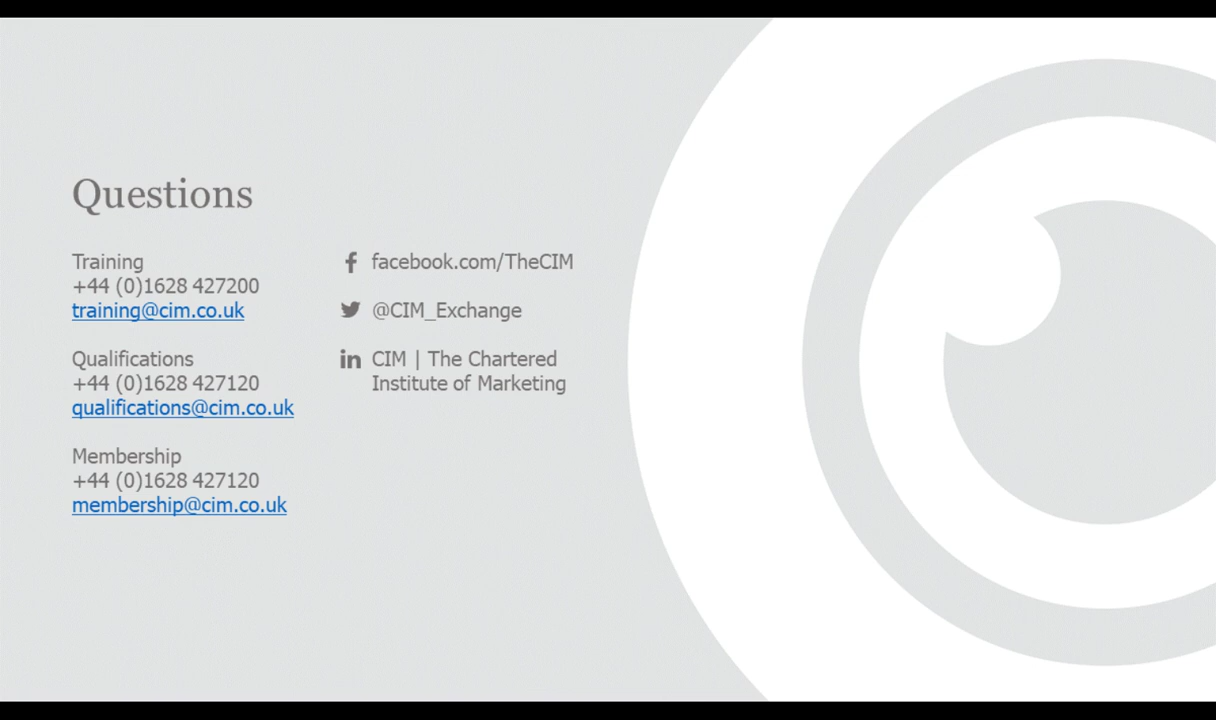 Questions
Training
+44 (0)1628 427200
training@cim.co.uk
Qualifications
+44 (0)1628 427120
qualifications@cim.co.uk
Membership
+44 (0)1628 427120
membership@cim.co.uk
facebook.com/TheCIM
@CIM_Exchange
CIM | The Chartered
Institute of Marketing